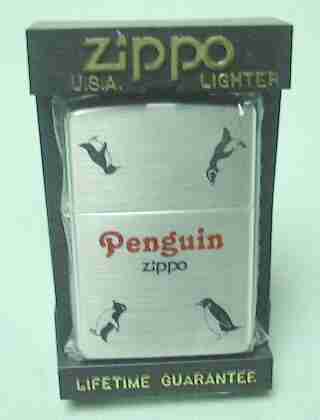 zippo
U.S.A. LIGHTER
Penguin
zippo
LIFETIME GUARANTEE